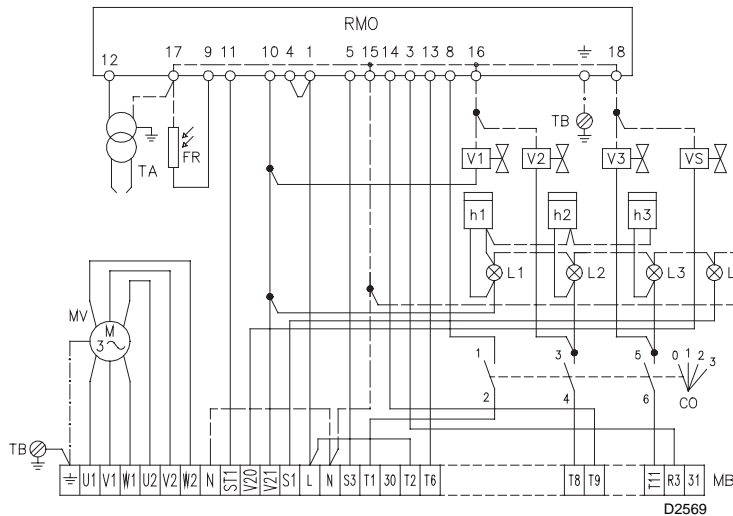 RMO
12 17 9 11 10 4 1 5 15 14 3 13 8 16 18
TB
FR
TA
V1 V2 V3 VS
h1 h2 h3
L1 L2 L3 L
MV
M
3
1 3 5 0 1 2 3
2 4 6 CO
TB
U1 V1 W1 U2 V2 W2 N ST1 V20 V21 S1 L N S3 T1 30 T2 T6 T8 T9 T11 R3 31 MB
D2569